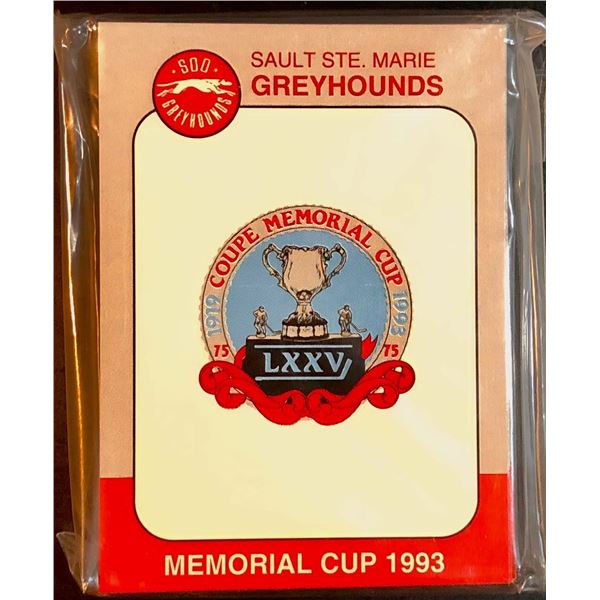 SOO
GREYHOUNDS
SAULT STE. MARIE
GREYHOUNDS
COUPE MEMORIAL CUP
1919
1993
75
75
LXXV
MEMORIAL CUP 1993